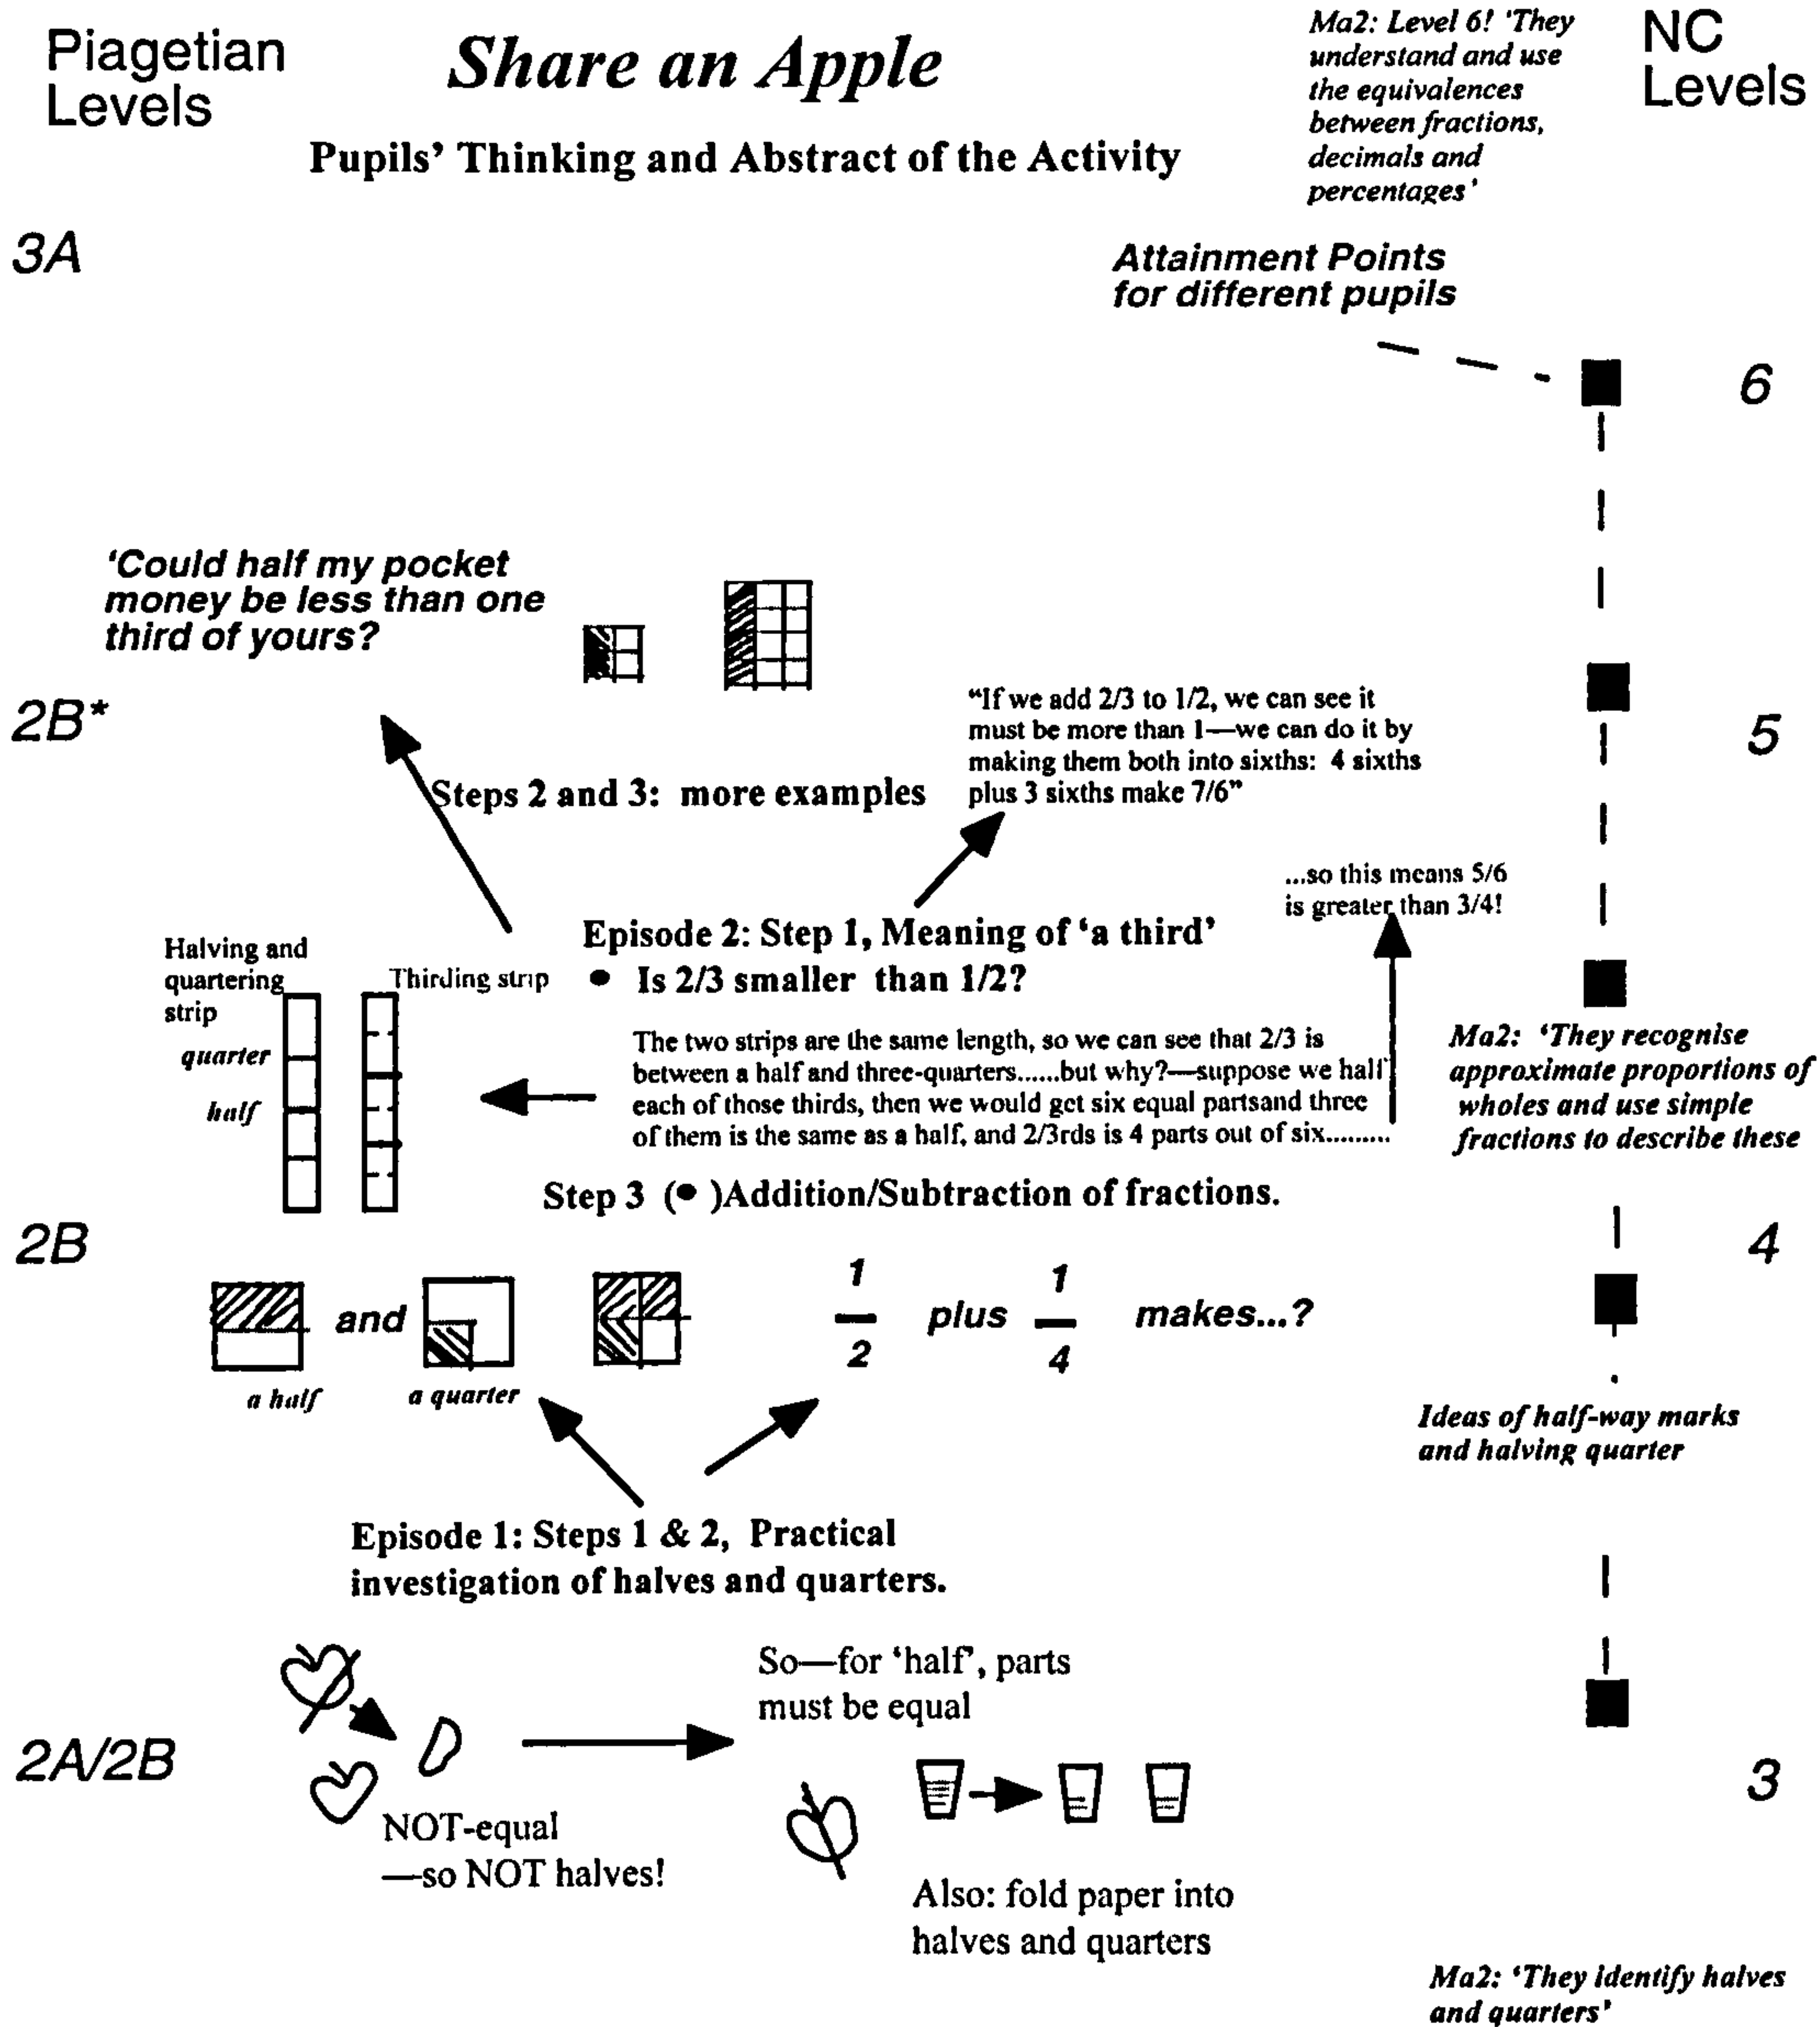 Piagetian
Levels
Share an Apple
Pupils' Thinking and Abstract of the Activity
Ma2: Level 6! 'They
understand and use
the equivalences
between fractions,
decimals and
percentages'
NC
Levels
3A
Attainment Points
for different pupils
6
'Could half my pocket
money be less than one
third of yours?
2B*
"If we add 2/3 to 1/2, we can see it
must be more than 1—we can do it by
making them both into sixths: 4 sixths
plus 3 sixths make 7/6"
5
Steps 2 and 3: more examples
...so this means 5/6
is greater than 3/4!
Episode 2: Step 1, Meaning of 'a third'
• Is 2/3 smaller than 1/2?
Halving and
quartering
strip
Thirding strip
quarter
half
The two strips are the same length, so we can see that 2/3 is
between a half and three-quarters......but why?—suppose we half
each of those thirds, then we would get six equal partsand three
of them is the same as a half, and 2/3rds is 4 parts out of six.........
Ma2: 'They recognise
approximate proportions of
wholes and use simple
fractions to describe these
Step 3 (• )Addition/Subtraction of fractions.
2B
4
and
a half
a quarter
1/2 plus 1/4 makes...?
Ideas of half-way marks
and halving quarter
Episode 1: Steps 1 & 2, Practical
investigation of halves and quarters.
So—for 'half', parts
must be equal
2A/2B
3
NOT-equal
—so NOT halves!
Also: fold paper into
halves and quarters
Ma2: 'They identify halves
and quarters'